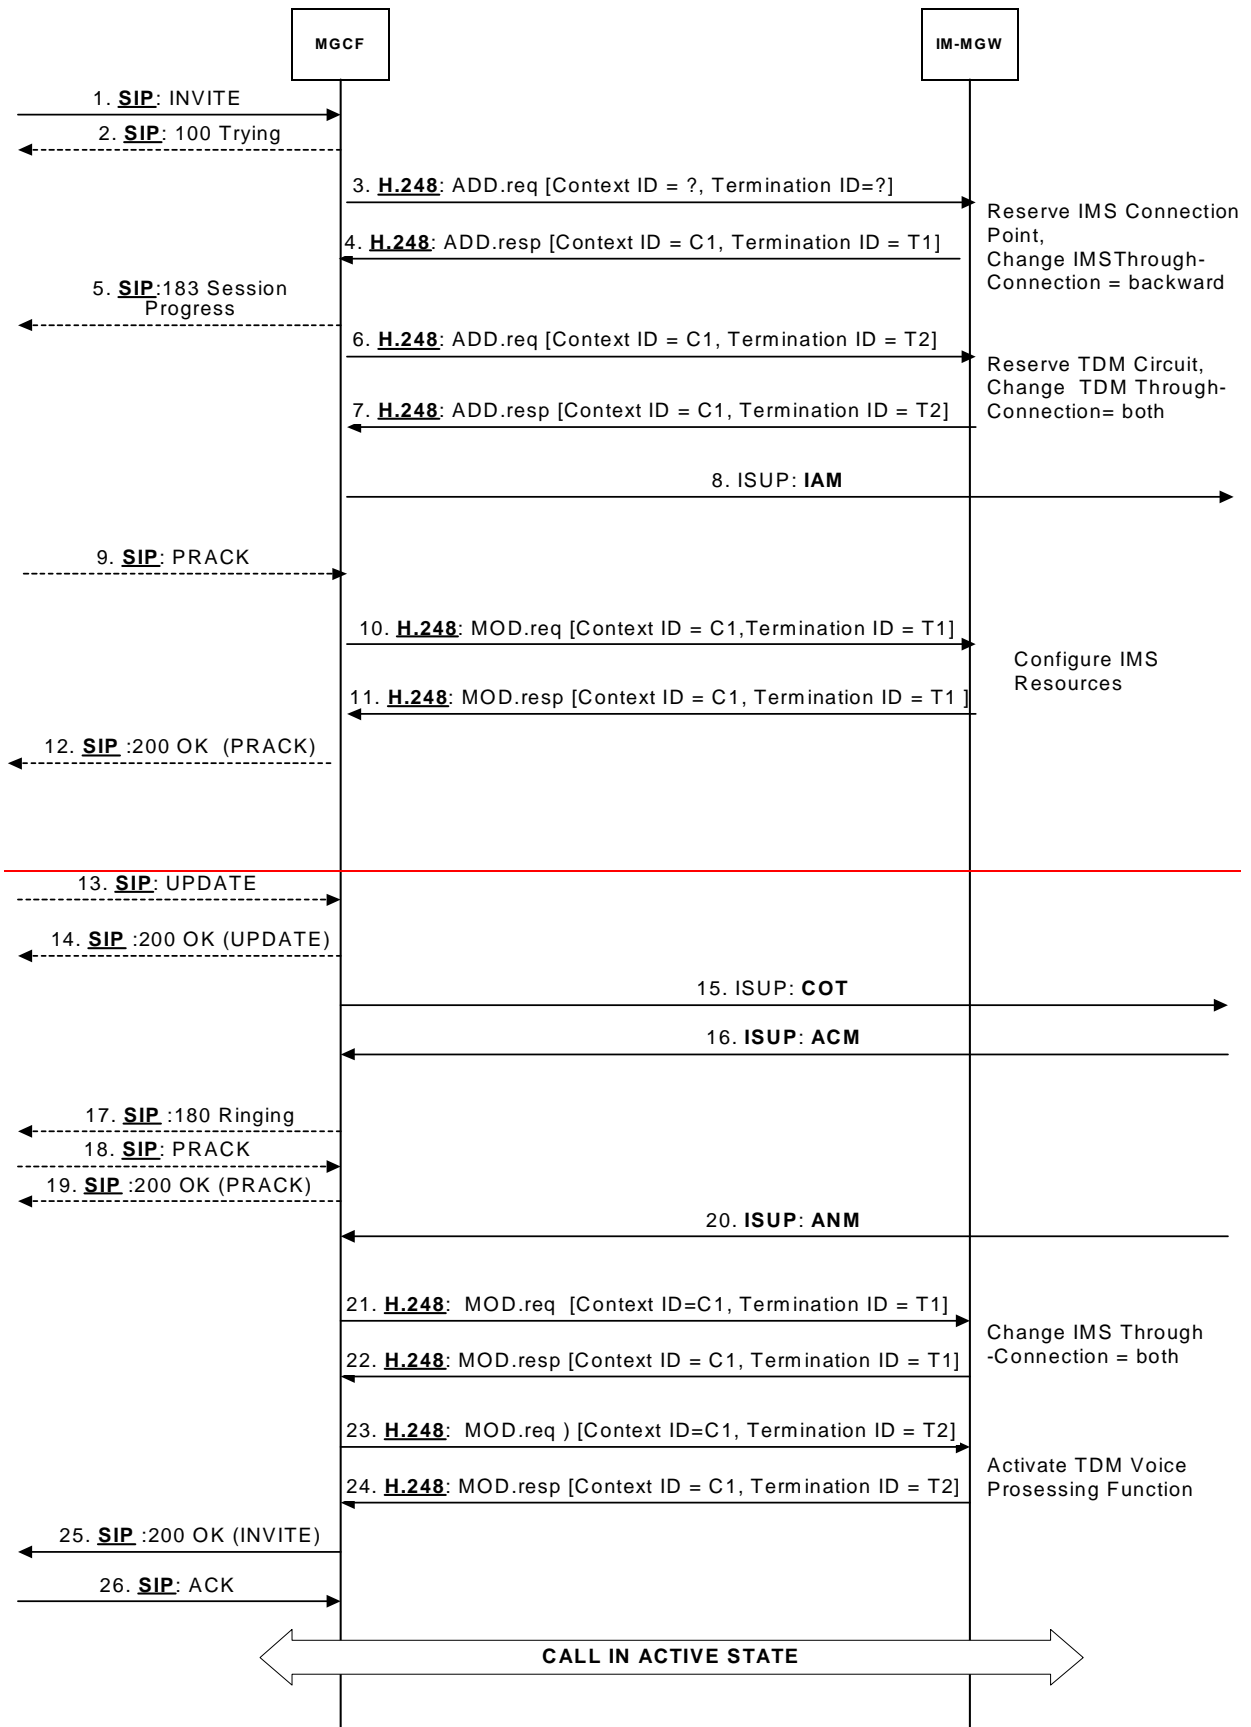 MGCF
IM-MGW
1. SIP: INVITE
2. SIP: 100 Trying
3. H.248: ADD.req [Context ID = ?, Termination ID=?]
Reserve IMS Connection
Point,
Change IMSThrough-
Connection = backward
4. H.248: ADD.resp [Context ID = C1, Termination ID = T1]
5. SIP:183 Session
Progress
6. H.248: ADD.req [Context ID = C1, Termination ID = T2]
Reserve TDM Circuit,
Change TDM Through-
Connection= both
7. H.248: ADD.resp [Context ID = C1, Termination ID = T2]
8. ISUP: IAM
9. SIP: PRACK
10. H.248: MOD.req [Context ID = C1,Termination ID = T1]
Configure IMS
Resources
11. H.248: MOD.resp [Context ID = C1, Termination ID = T1 ]
12. SIP :200 OK (PRACK)
13. SIP: UPDATE
14. SIP :200 OK (UPDATE)
15. ISUP: COT
16. ISUP: ACM
17. SIP :180 Ringing
18. SIP: PRACK
19. SIP :200 OK (PRACK)
20. ISUP: ANM
21. H.248: MOD.req [Context ID=C1, Termination ID = T1]
Change IMS Through
-Connection = both
22. H.248: MOD.resp [Context ID = C1, Termination ID = T1]
23. H.248: MOD.req ) [Context ID=C1, Termination ID = T2]
Activate TDM Voice
Prosessing Function
24. H.248: MOD.resp [Context ID = C1, Termination ID = T2]
25. SIP :200 OK (INVITE)
26. SIP: ACK
CALL IN ACTIVE STATE